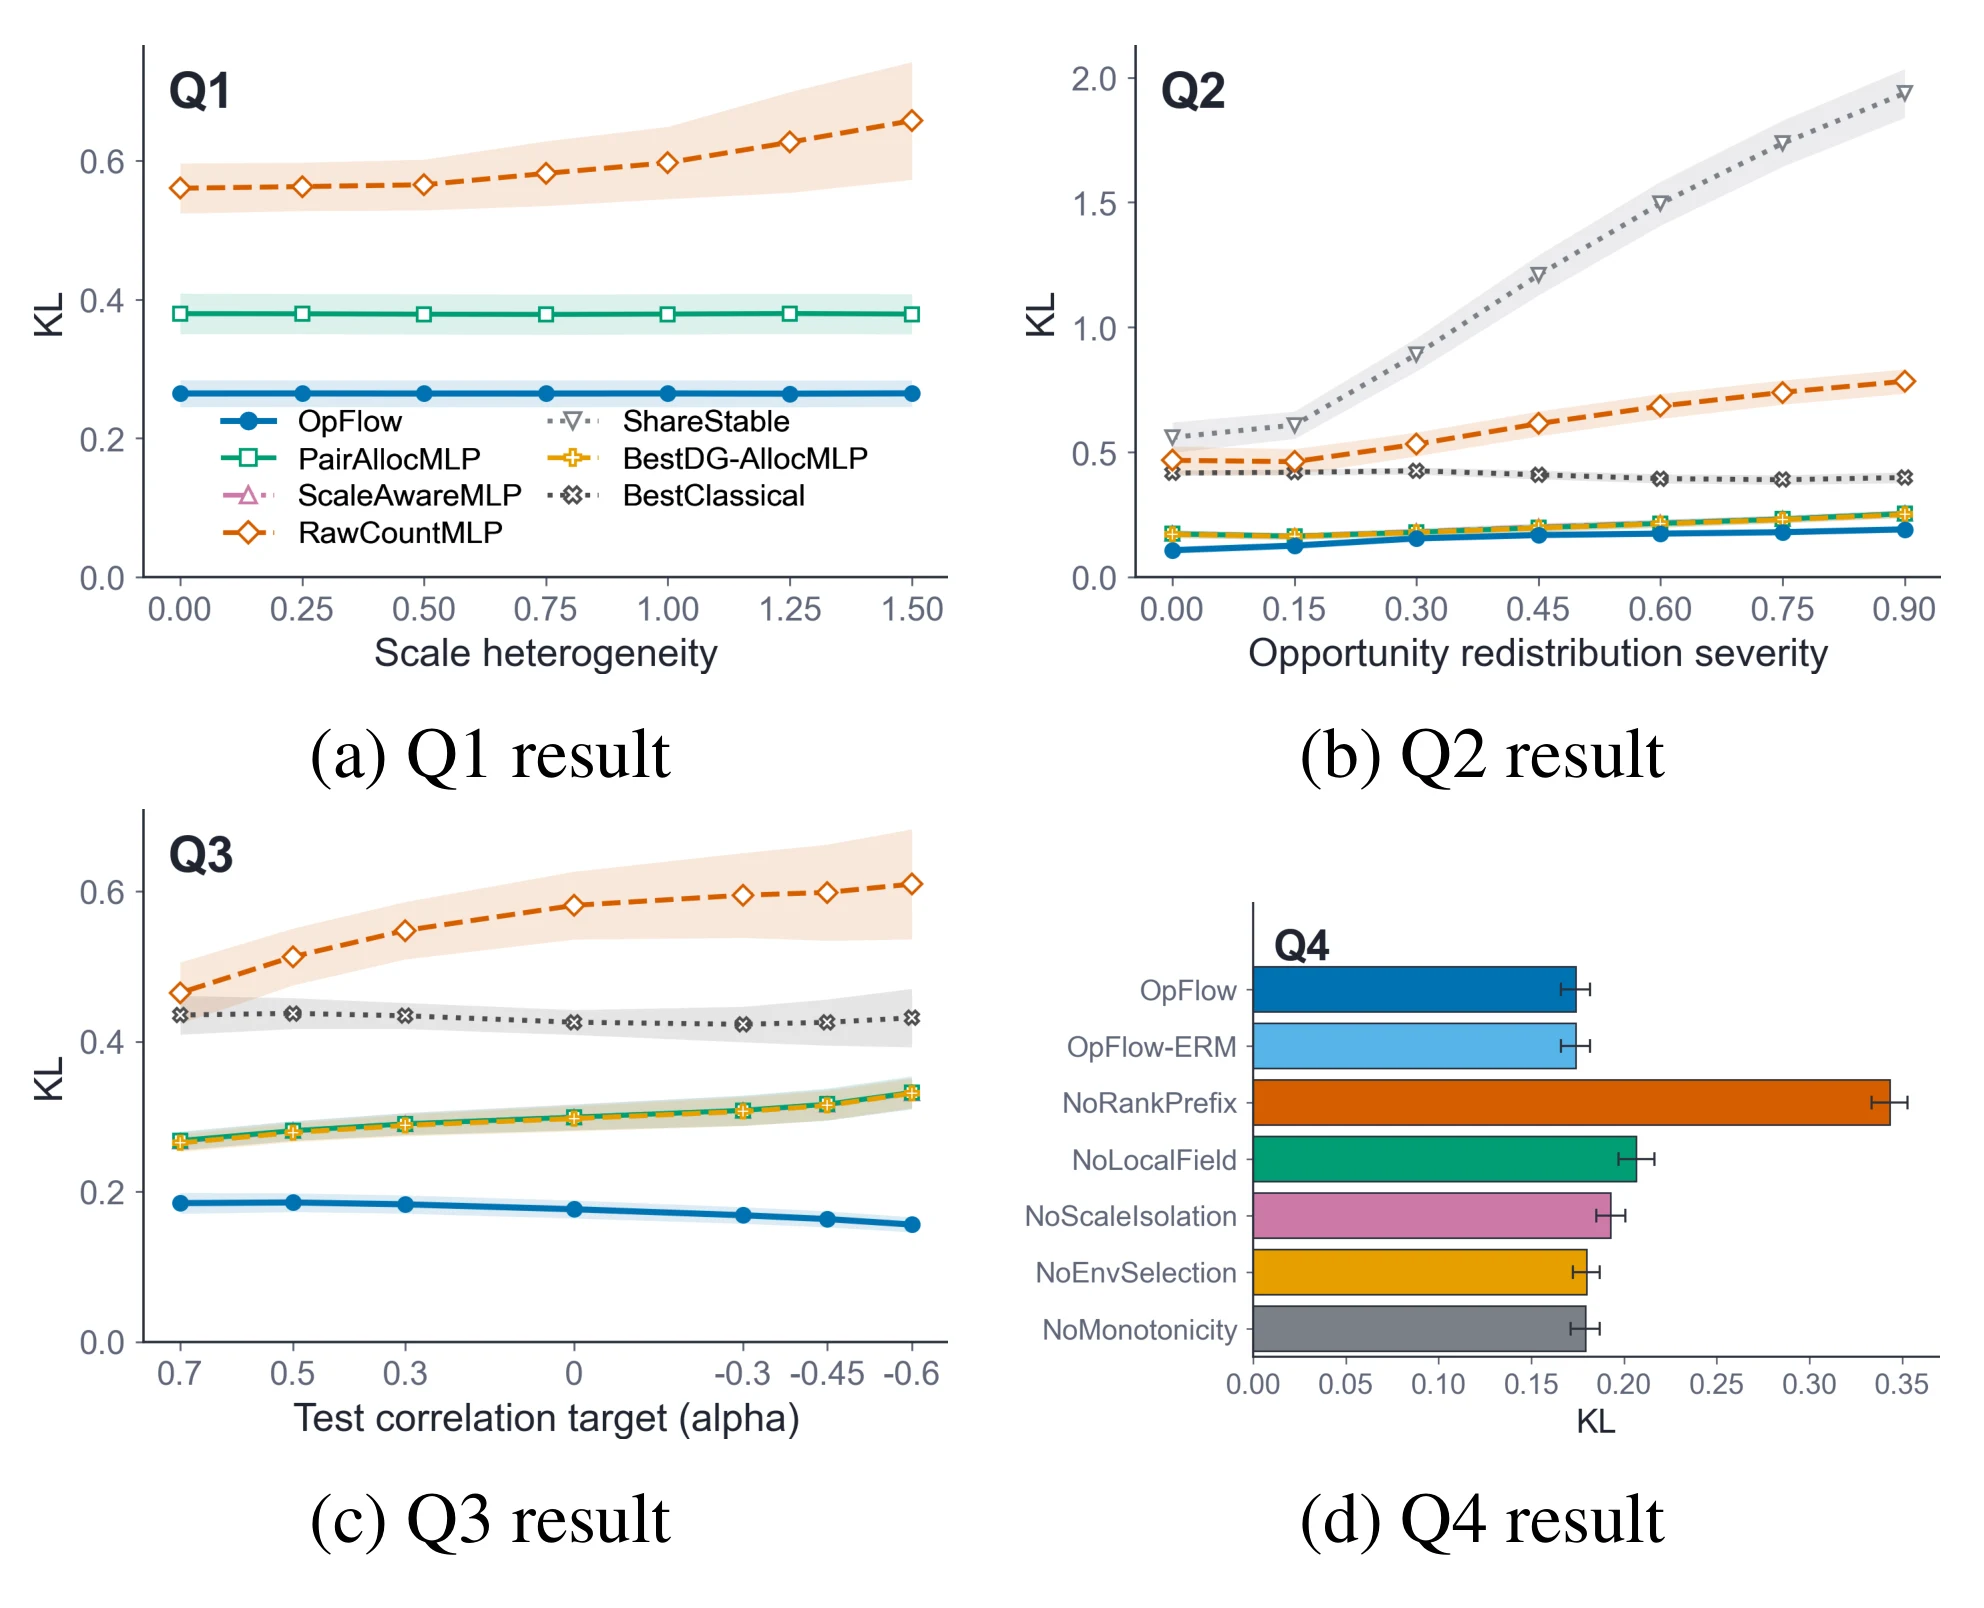 Q1
KL
0.6
0.4
0.2
0.0
OpFlow
PairAllocMLP
ScaleAwareMLP
RawCountMLP
ShareStable
BestDG-AllocMLP
BestClassical
0.00 0.25 0.50 0.75 1.00 1.25 1.50
Scale heterogeneity
(a) Q1 result
Q2
KL
2.0
1.5
1.0
0.5
0.0
0.00 0.15 0.30 0.45 0.60 0.75 0.90
Opportunity redistribution severity
(b) Q2 result
Q3
KL
0.6
0.4
0.2
0.0
0.7 0.5 0.3 0 -0.3 -0.45 -0.6
Test correlation target (alpha)
(c) Q3 result
Q4
OpFlow
OpFlow-ERM
NoRankPrefix
NoLocalField
NoScaleIsolation
NoEnvSelection
NoMonotonicity
0.00 0.05 0.10 0.15 0.20 0.25 0.30 0.35
KL
(d) Q4 result